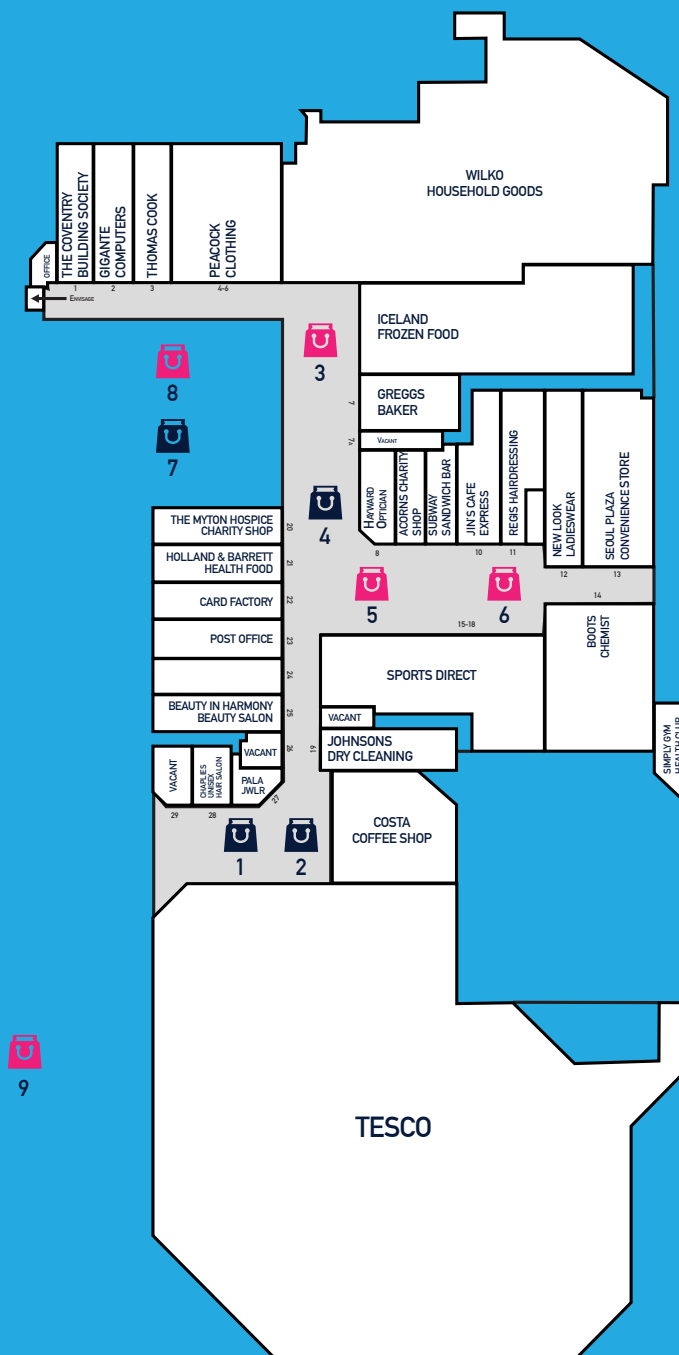 WILKO
HOUSEHOLD GOODS
OFFICE
THE COVENTRY
BUILDING SOCIETY
GIGANTE
COMPUTERS
THOMAS COOK
PEACOCK
CLOTHING
1
2
3
4-6
ENVISAGE
ICELAND
FROZEN FOOD
3
8
GREGGS
BAKER
7
VACANT
7A
7
HAYWARD
OPTICIAN
ACORNS CHARITY
SHOP
SUBWAY
SANDWICH BAR
JIN'S CAFE
EXPRESS
REGIS HAIRDRESSING
NEW LOOK
LADIESWEAR
SEOUL PLAZA
CONVENIENCE STORE
4
8
10
11
12
13
14
THE MYTON HOSPICE
CHARITY SHOP
20
HOLLAND & BARRETT
HEALTH FOOD
21
CARD FACTORY
22
5
6
15-18
POST OFFICE
23
24
BOOTS
CHEMIST
SPORTS DIRECT
BEAUTY IN HARMONY
BEAUTY SALON
25
VACANT
SIMPLY GYM
HEALTH CLUB
VACANT
26
19
JOHNSONS
DRY CLEANING
VACANT
CHAPLIES
UNISEX
HAIR SALON
PALA
JWLR
27
29
28
COSTA
COFFEE SHOP
1
2
9
TESCO